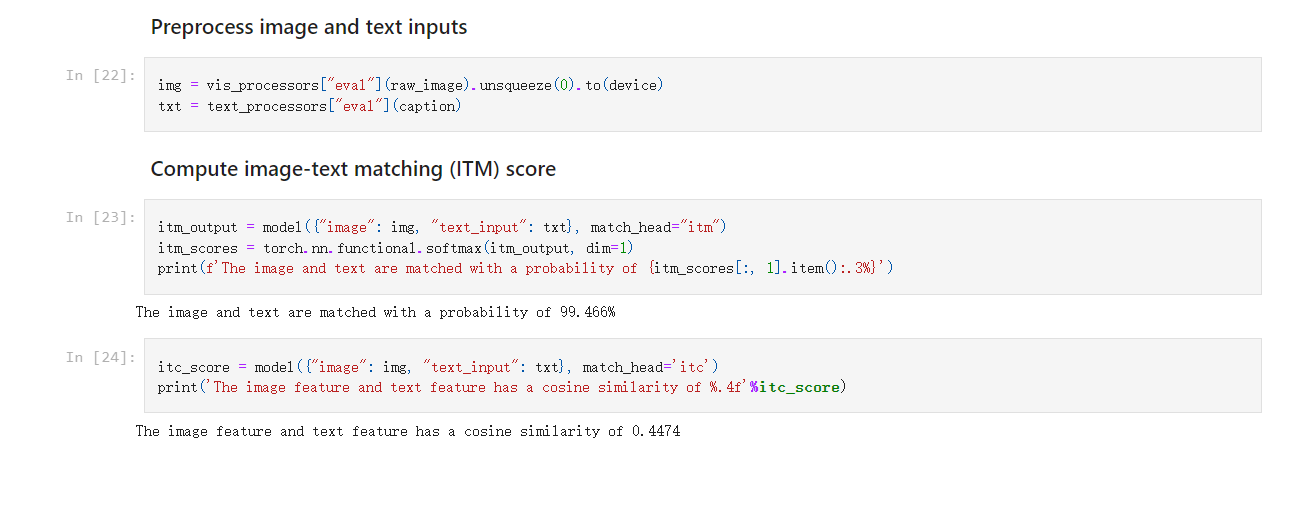 Preprocess image and text inputs
In [22]:
img = vis_processors["eval"](raw_image).unsqueeze(0).to(device)
txt = text_processors["eval"](caption)
Compute image-text matching (ITM) score
In [23]:
itm_output = model({"image": img, "text_input": txt}, match_head="itm")
itm_scores = torch.nn.functional.softmax(itm_output, dim=1)
print(f'The image and text are matched with a probability of {itm_scores[:, 1].item():.3%}')
The image and text are matched with a probability of 99.466%
In [24]:
itc_score = model({"image": img, "text_input": txt}, match_head='itc')
print('The image feature and text feature has a cosine similarity of %.4f'%itc_score)
The image feature and text feature has a cosine similarity of 0.4474